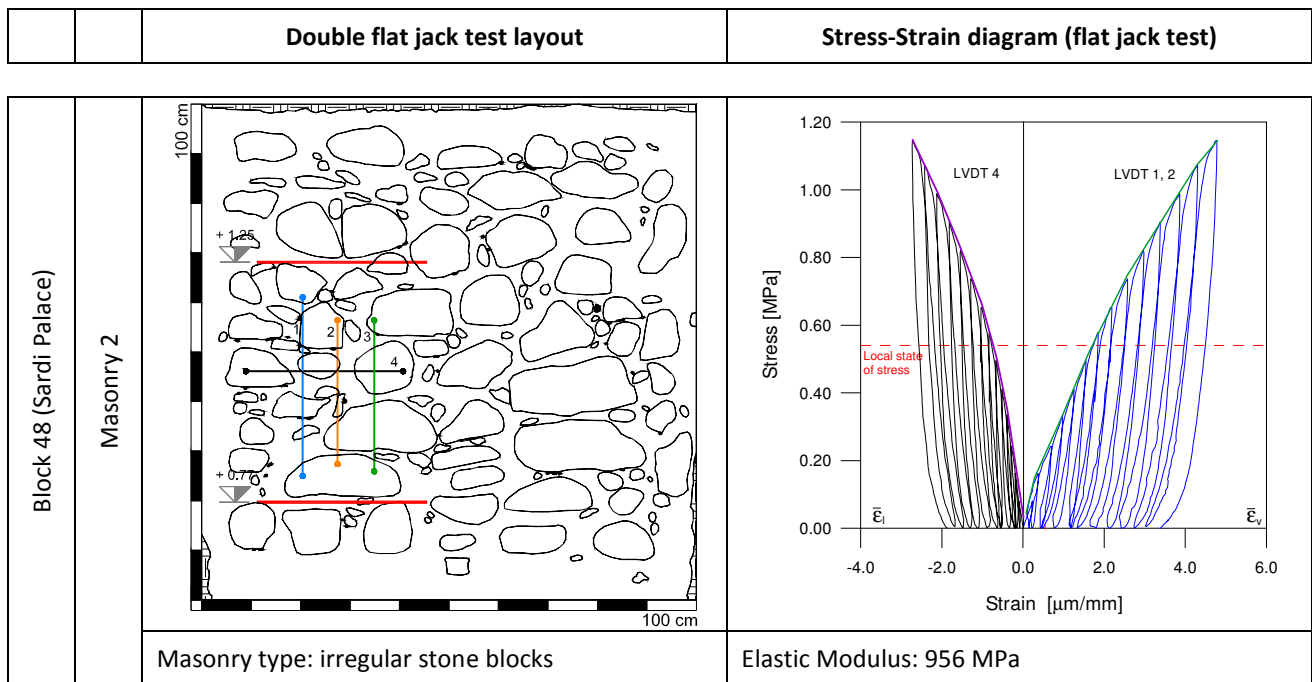 Double flat jack test layout
Stress-Strain diagram (flat jack test)
Block 48 (Sardi Palace)
Masonry 2
100 cm
+ 1.25
1
2
3
4
+ 0.77
100 cm
1.20
1.00
0.80
0.60
0.40
0.20
0.00
Stress [MPa]
LVDT 4
LVDT 1, 2
Local state
of stress
ε̅l
ε̅v
-4.0
-2.0
0.0
2.0
4.0
6.0
Strain [μm/mm]
Masonry type: irregular stone blocks
Elastic Modulus: 956 MPa